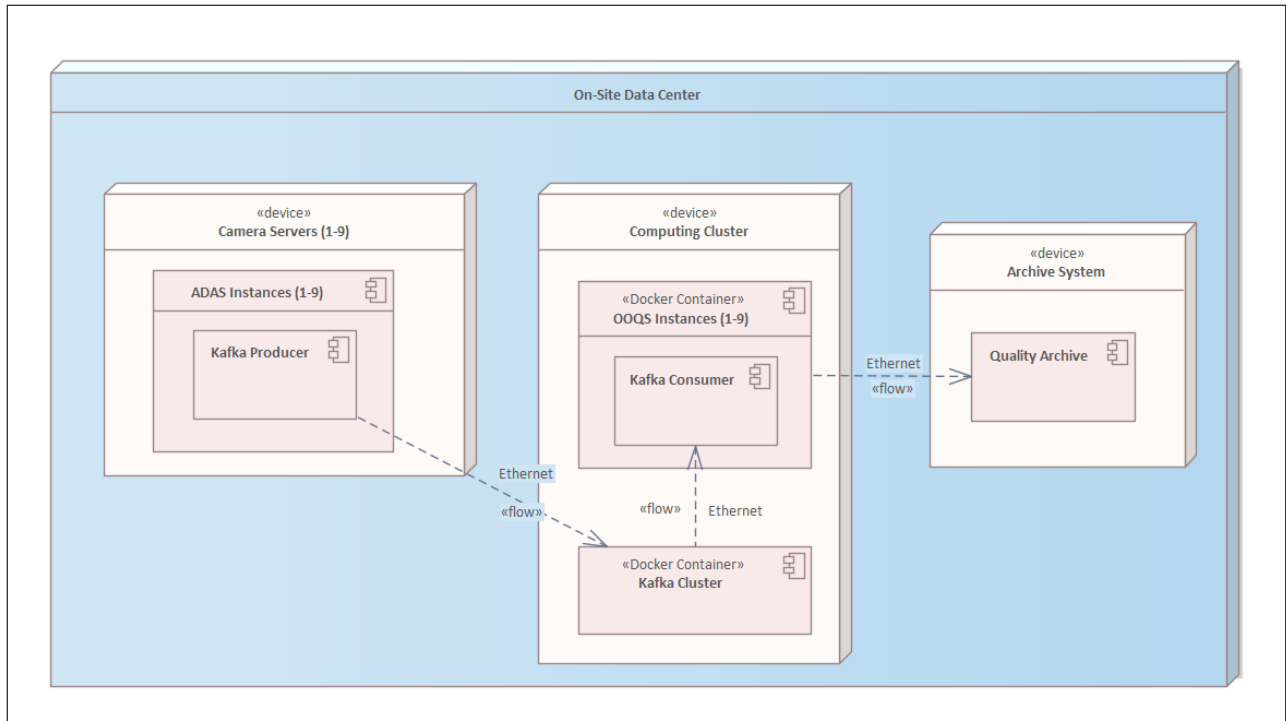 On-Site Data Center
«device»
Camera Servers (1-9)
ADAS Instances (1-9)
Kafka Producer
Ethernet
«flow»
«device»
Computing Cluster
«Docker Container»
OOQS Instances (1-9)
Kafka Consumer
«flow»
Ethernet
«Docker Container»
Kafka Cluster
Ethernet
«flow»
«device»
Archive System
Quality Archive